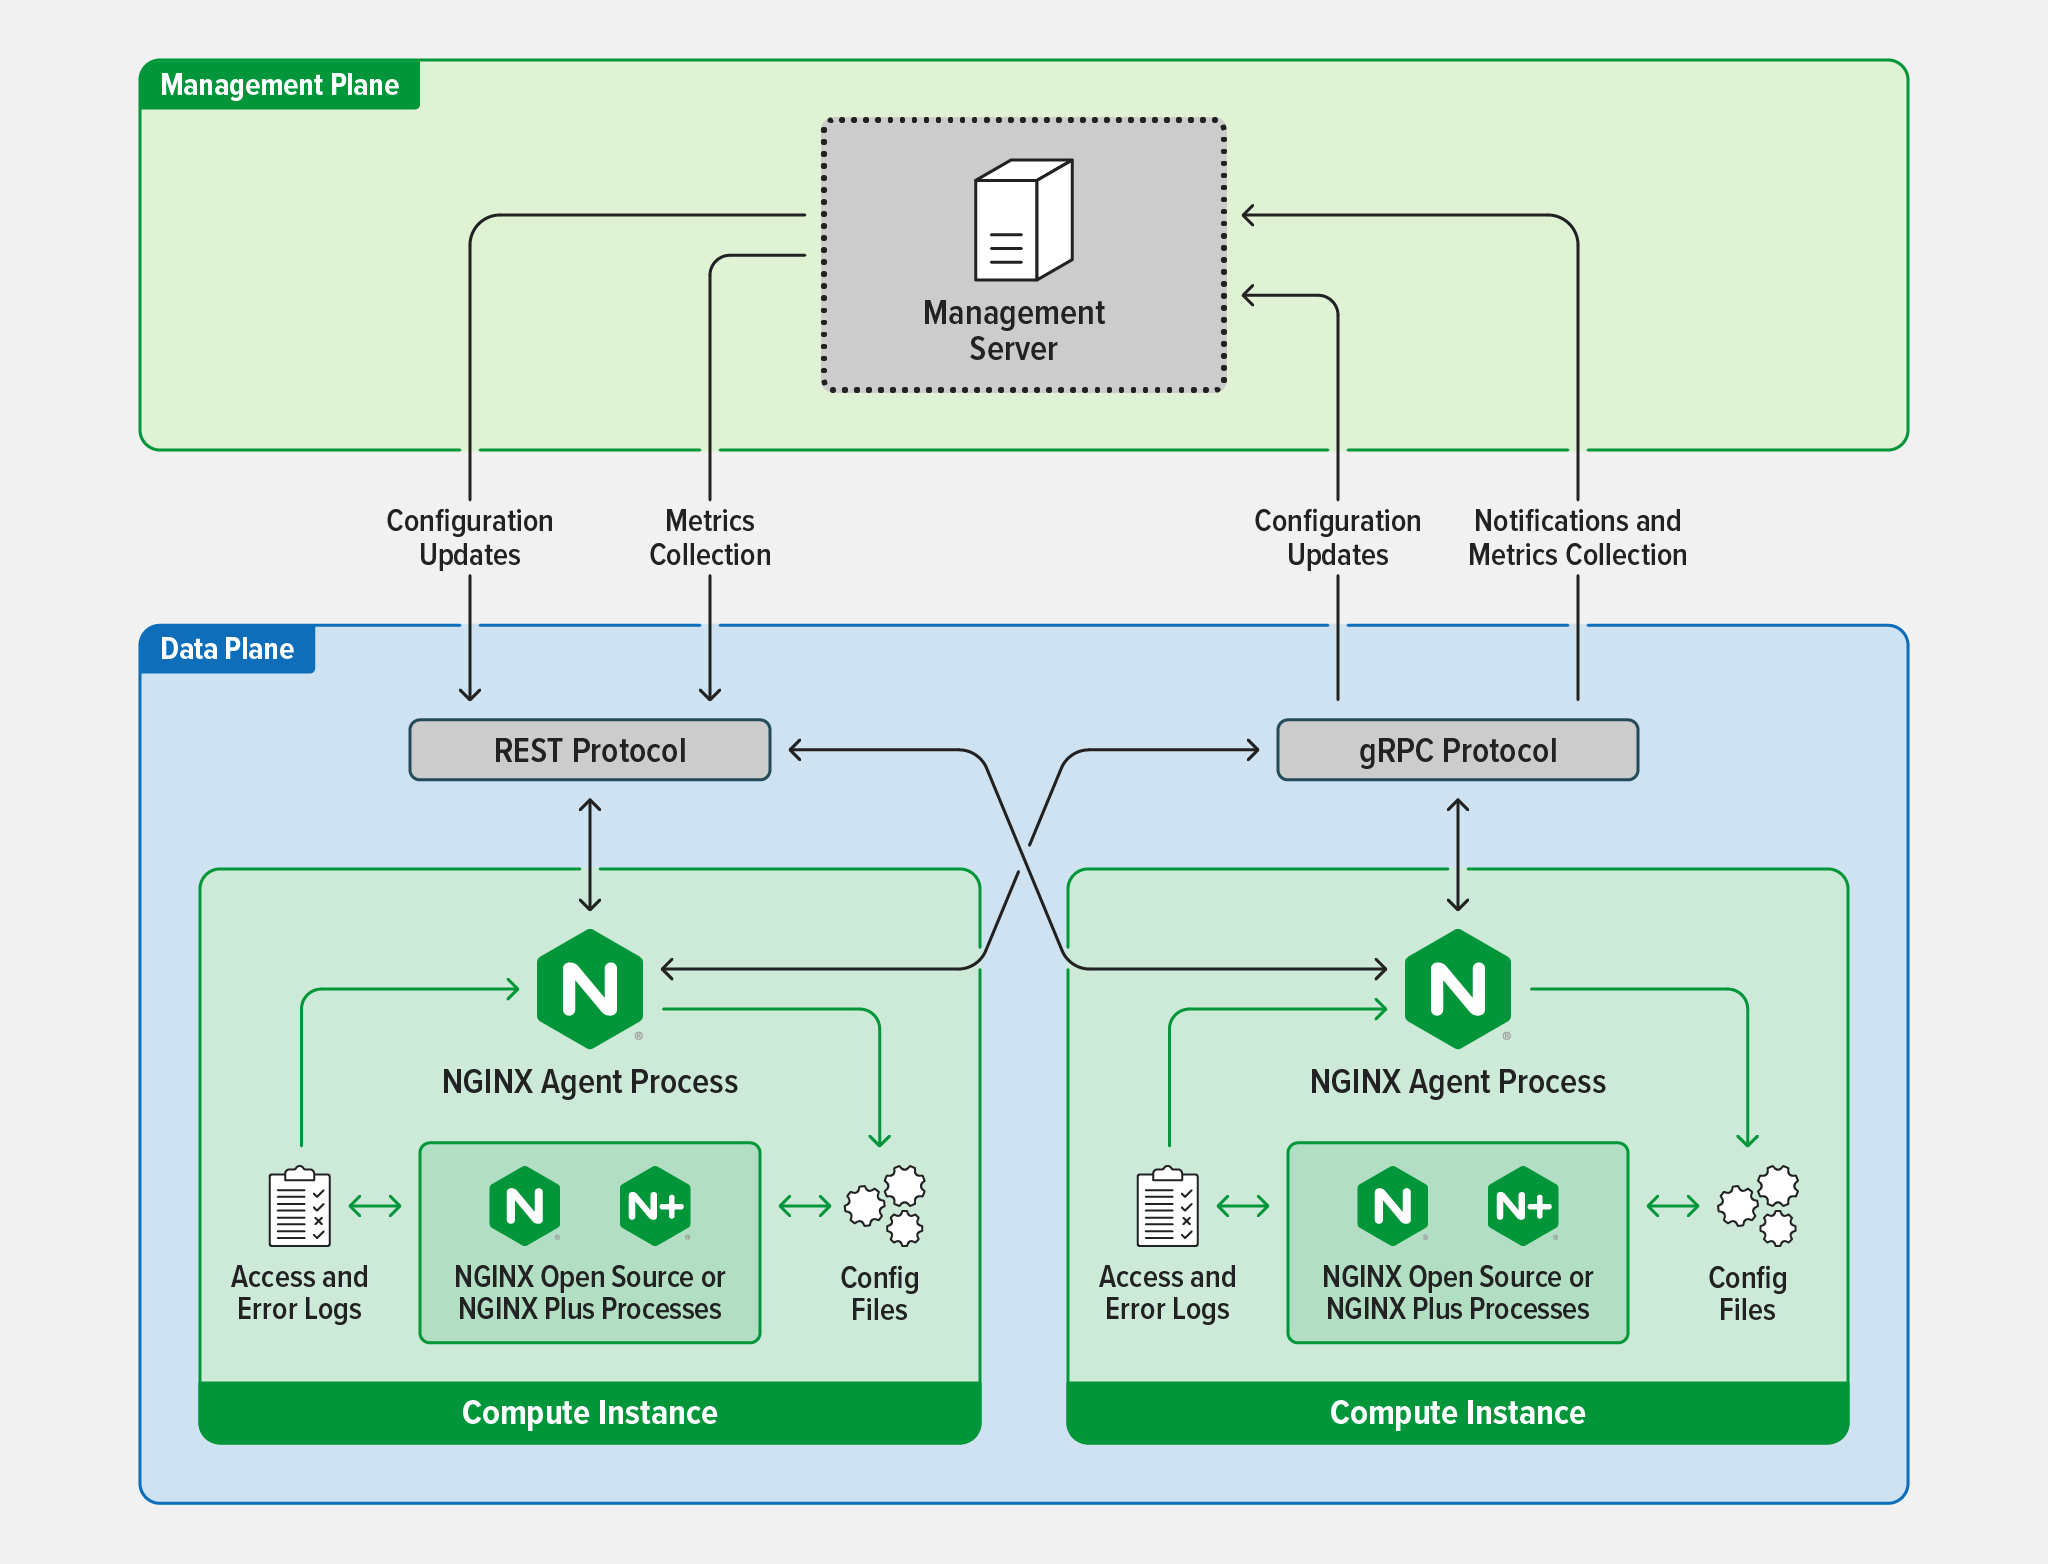 Management Plane
Management
Server
Configuration
Updates
Metrics
Collection
Configuration
Updates
Notifications and
Metrics Collection
Data Plane
REST Protocol
gRPC Protocol
N
®
NGINX Agent Process
N
®
NGINX Agent Process
Access and
Error Logs
N
®
N+
®
NGINX Open Source or
NGINX Plus Processes
Config
Files
Access and
Error Logs
N
®
N+
®
NGINX Open Source or
NGINX Plus Processes
Config
Files
Compute Instance
Compute Instance